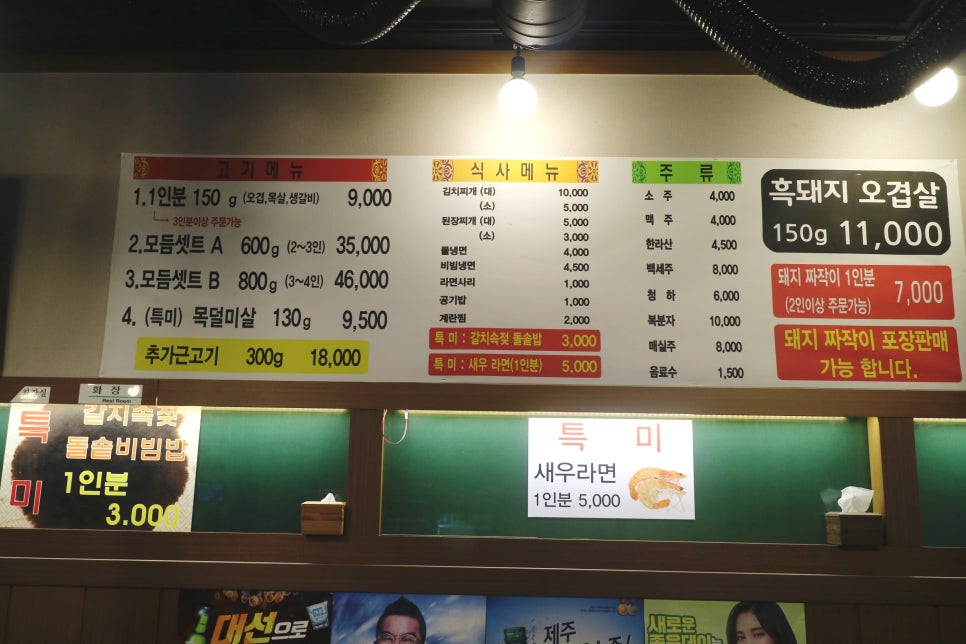 고기메뉴
1.1인분 150 g (오겹,목살,생갈비) 9,000
3인분이상 주문가능
2.모듬셋트 A 600g (2~3인) 35,000
3.모듬셋트 B 800g (3~4인) 46,000
4. (특미) 목덜미살 130g 9,500
추가근고기 300g 18,000
식사메뉴
김치찌개 (대) 10,000
(소) 5,000
된장찌개 (대) 5,000
(소) 3,000
물냉면 4,000
비빔냉면 4,500
라면사리 1,000
공기밥 1,000
계란찜 2,000
특 미 : 갈치속젓 돌솥밥 3,000
특 미 : 새우 라면(1인분) 5,000
주 류
소 주 4,000
맥 주 4,000
한라산 4,500
백세주 8,000
청 하 6,000
복분자 10,000
매실주 8,000
음료수 1,500
흑돼지 오겹살
150g 11,000
돼지 짜작이 1인분
(2인이상 주문가능) 7,000
돼지 짜작이 포장판매
가능 합니다.
화장실
화 장
Rest Room
특미
갈치속젓
돌솥비빔밥
1인분
3.000
특 미
새우라면
1인분 5,000
대선으로
제주
새로운
좋은데이는